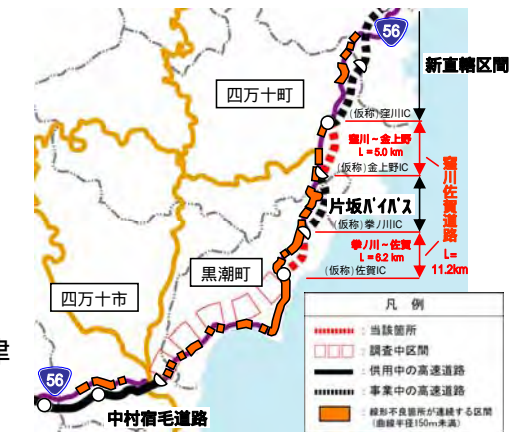 56
新直轄区間
四万十町
(仮称)窪川IC
窪川～金上野
L=5.0 km
(仮称)金上野IC
窪川佐賀道路
片坂バイパス
(仮称)拳ノ川IC
拳ノ川～佐賀
L=6.2 km
L=
11.2km
黒潮町
(仮称)佐賀IC
四万十市
凡 例
: 当該箇所
: 調査中区間
: 供用中の高速道路
: 事業中の高速道路
: 線形不良箇所が連続する区間
(曲線半径150m未満)
56
中村宿毛道路